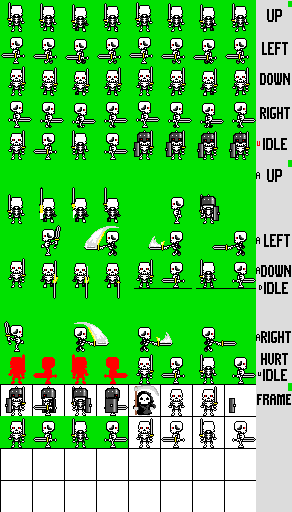 UP
LEFT
DOWN
RIGHT
U IDLE
A UP
A LEFT
A DOWN
D IDLE
A RIGHT
HURT
U IDLE
FRAME